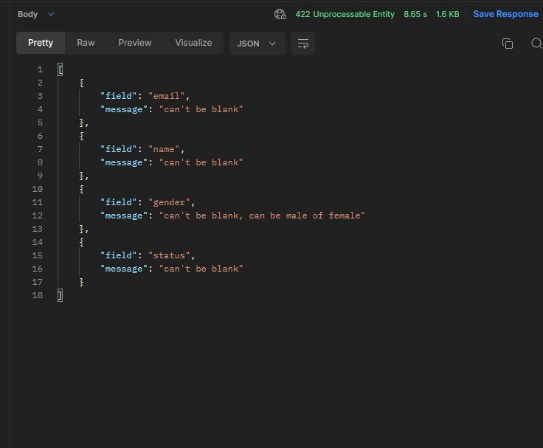 Body 422 Unprocessable Entity 8.65 s 1.6 KB Save Response
Pretty Raw Preview Visualize JSON
1 [
2 {
3 "field": "email",
4 "message": "can't be blank"
5 },
6 {
7 "field": "name",
8 "message": "can't be blank"
9 },
10 {
11 "field": "gender",
12 "message": "can't be blank, can be male of female"
13 },
14 {
15 "field": "status",
16 "message": "can't be blank"
17 }
18 ]